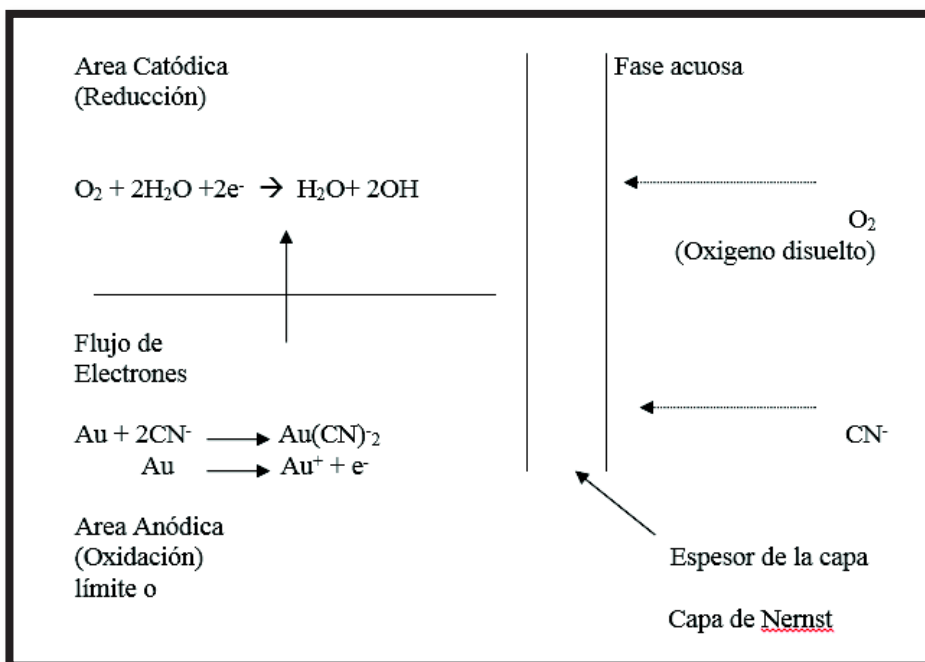 Area Catódica
(Reducción)
Fase acuosa
O₂ + 2H₂O +2e⁻ → H₂O+ 2OH
O₂
(Oxigeno disuelto)
Flujo de
Electrones
Au + 2CN⁻ → Au(CN)⁻₂
CN⁻
Au → Au⁺ + e⁻
Area Anódica
(Oxidación)
límite o
Espesor de la capa
Capa de Nernst